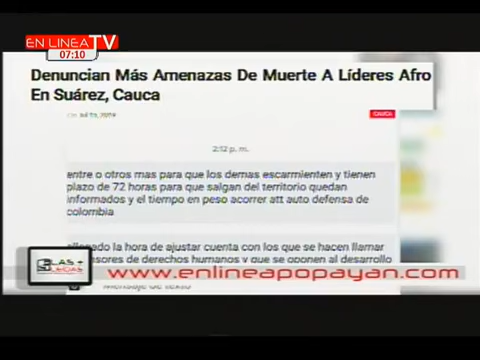 EN LINEA TV
07:10
Denuncian Más Amenazas De Muerte A Líderes Afro
En Suárez, Cauca
2:12 p. m.
entre o otros mas para que los demas escarmienten y tienen
plazo de 72 horas para que salgan del territorio quedan
informados y el tiempo en peso acorrer att auto defensa de
colombia
llegado la hora de ajustar cuenta con los que se hacen llamar
ensores de derechos humanos y que se oponen al desarrollo
LAS +
LEIDAS
www.enlineapopayan.com